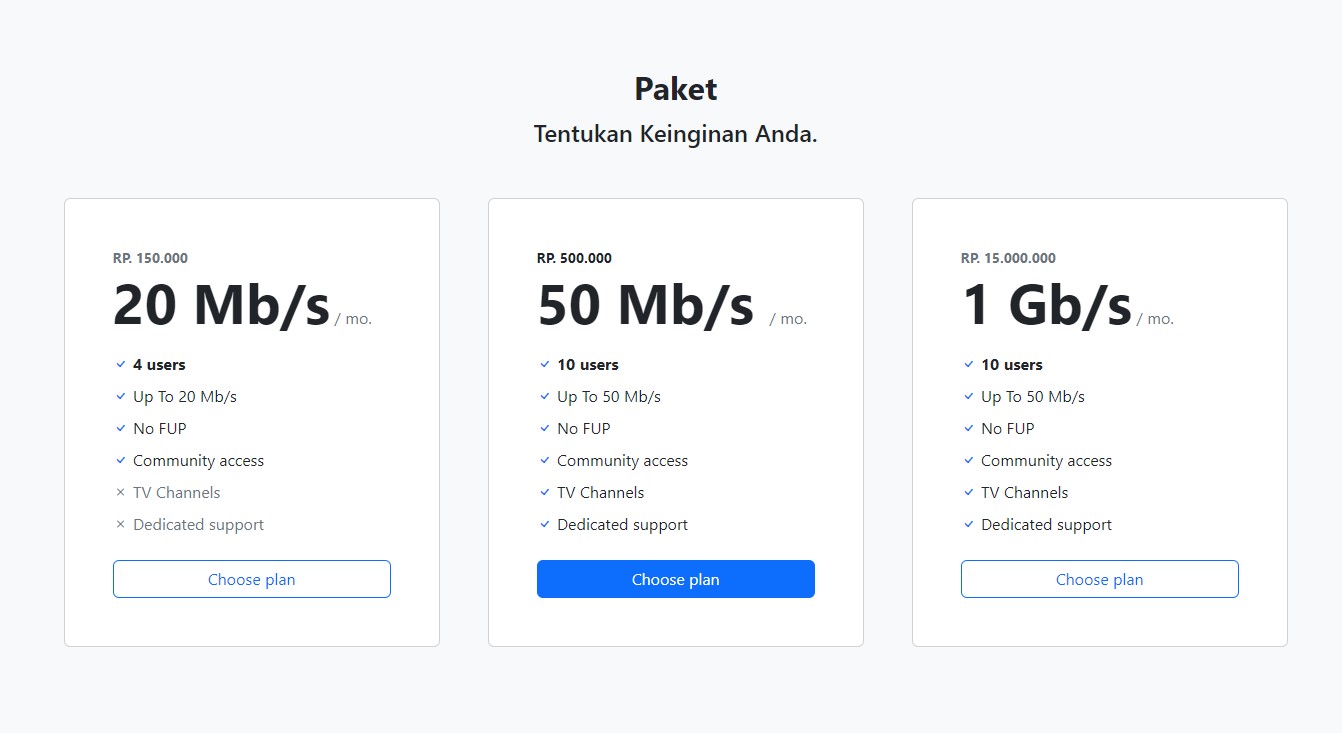 Paket
Tentukan Keinginan Anda.
RP. 150.000
20 Mb/s / mo.
4 users
Up To 20 Mb/s
No FUP
Community access
TV Channels
Dedicated support
Choose plan
RP. 500.000
50 Mb/s / mo.
10 users
Up To 50 Mb/s
No FUP
Community access
TV Channels
Dedicated support
Choose plan
RP. 15.000.000
1 Gb/s / mo.
10 users
Up To 50 Mb/s
No FUP
Community access
TV Channels
Dedicated support
Choose plan